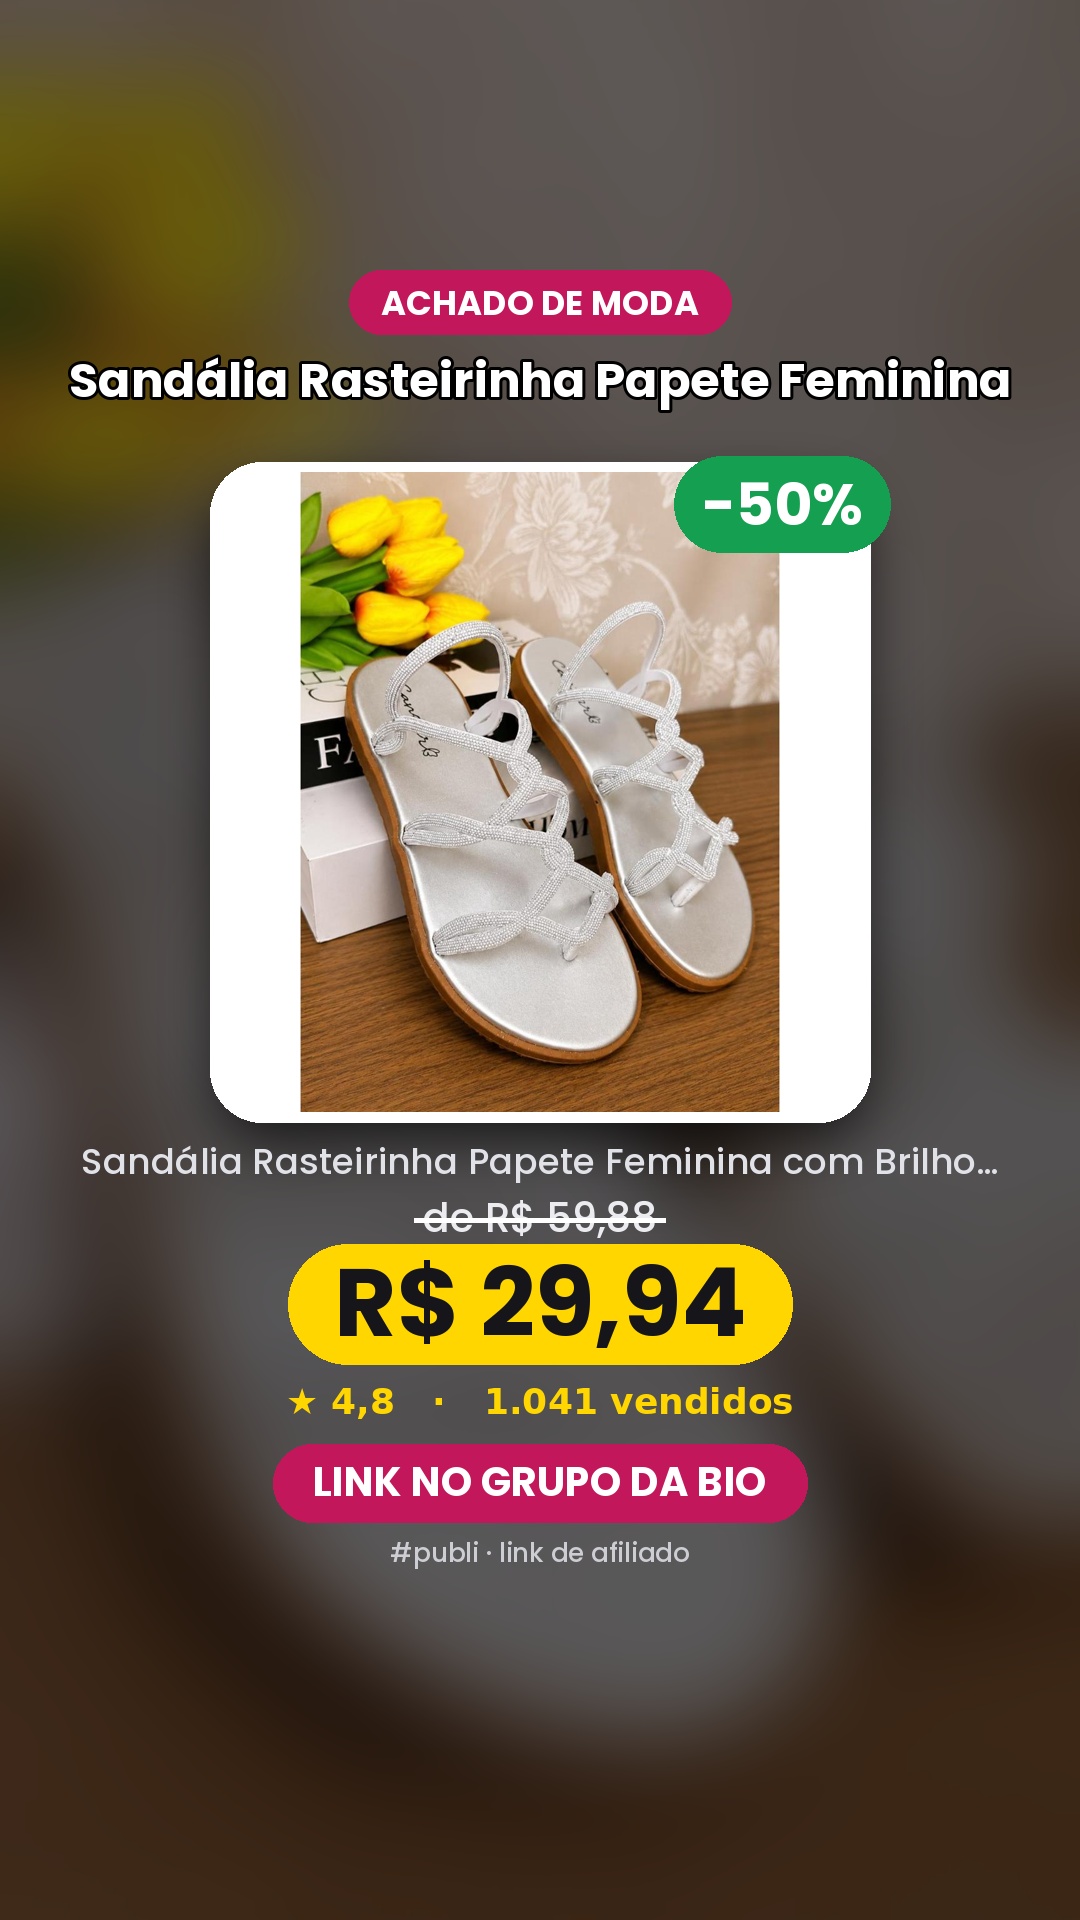 ACHADO DE MODA
Sandália Rasteirinha Papete Feminina
-50%
FA
Sandália Rasteirinha Papete Feminina com Brilho...
de R$ 59,88
R$ 29,94
★ 4,8 · 1.041 vendidos
LINK NO GRUPO DA BIO
#publi · link de afiliado